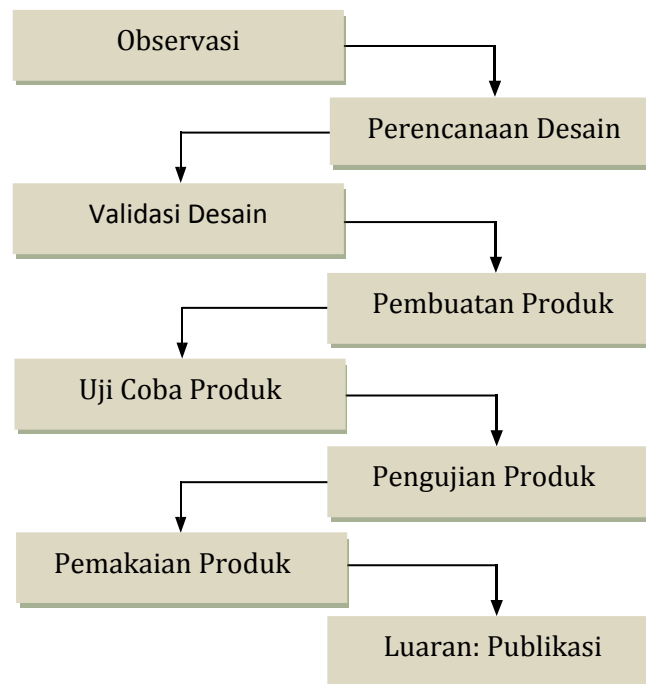 Observasi
Perencanaan Desain
Validasi Desain
Pembuatan Produk
Uji Coba Produk
Pengujian Produk
Pemakaian Produk
Luaran: Publikasi